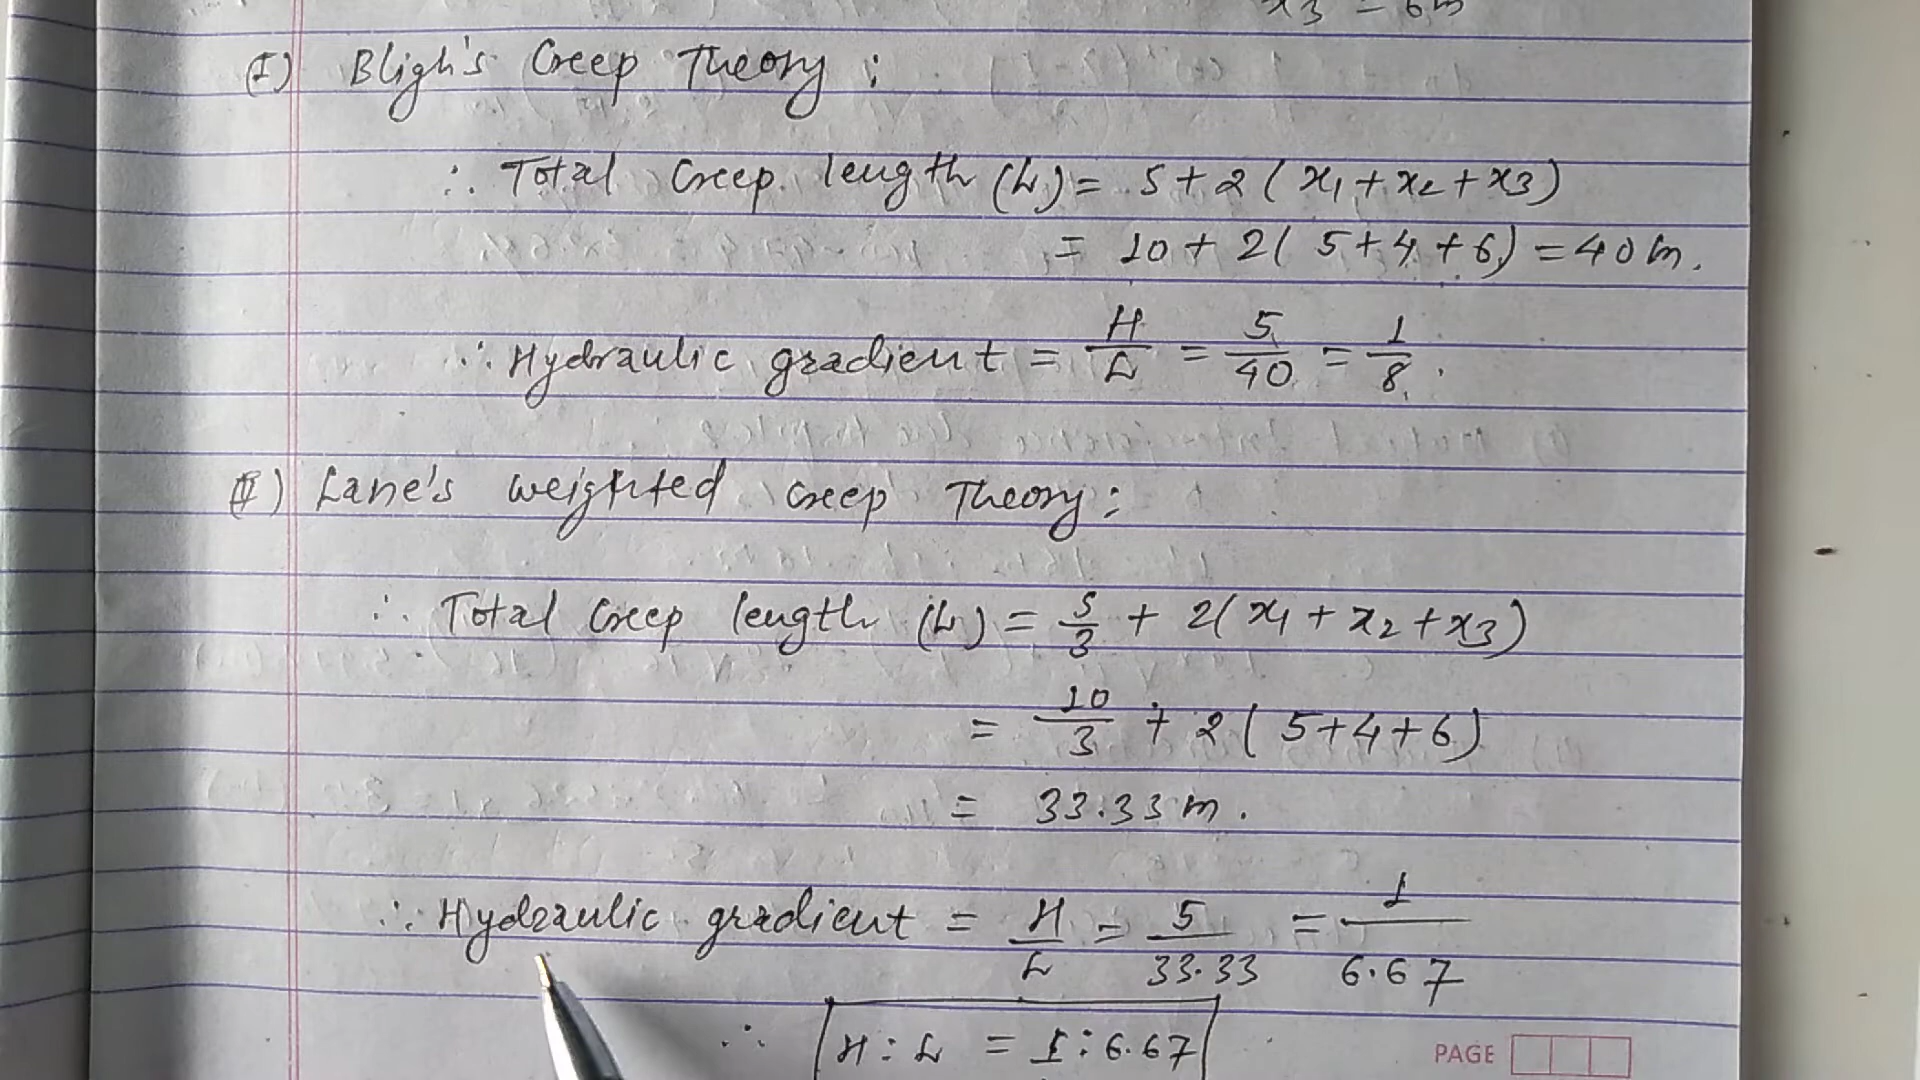 x3 = 6m
(I) Bligh's Creep Theory :
∴ Total Creep length (L) = 5 + 2 ( x1 + x2 + x3 )
= 10 + 2 ( 5+4 + 6 ) = 40 m.
∴ Hydraulic gradient = H/L = 5/40 = 1/8 .
(II) Lane's weighted creep Theory :
∴ Total Creep length (L) = 5/3 + 2 ( x1 + x2 + x3 )
= 10/3 + 2 ( 5+4+6 )
= 33.33 m .
∴ Hydraulic gradient = H/L = 5/33.33 = 1/6.67
∴ H : L = 1 : 6.67
PAGE